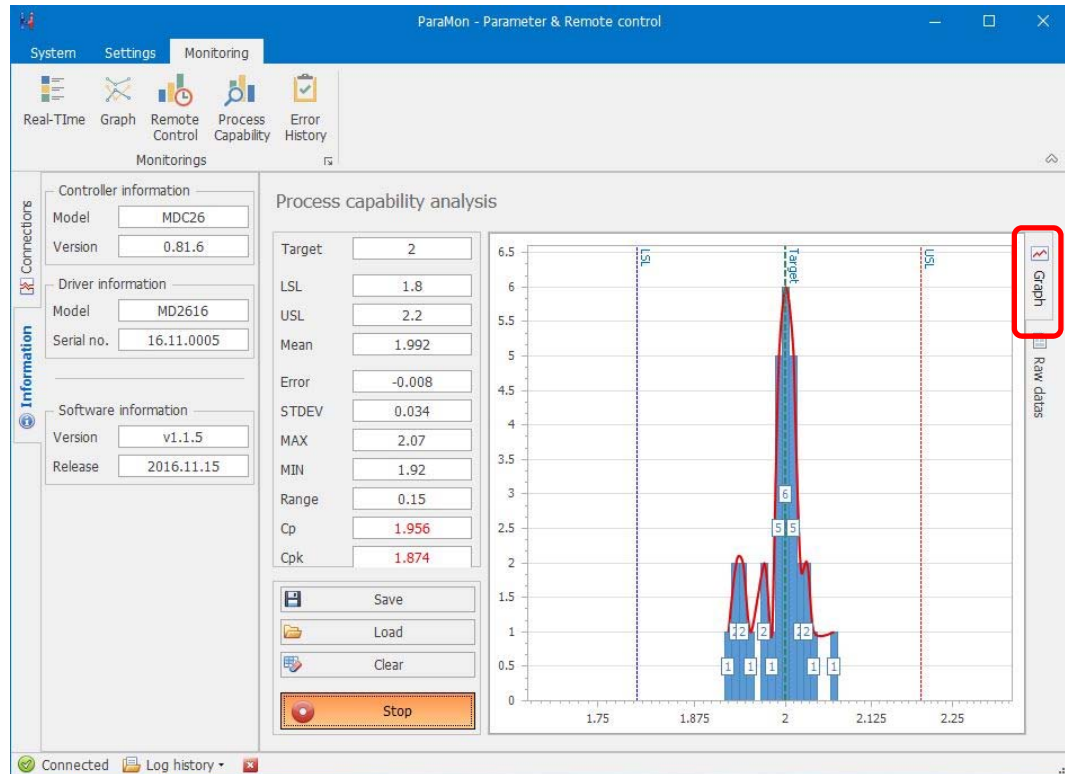 ParaMon - Parameter & Remote control
System Settings Monitoring
Real-TIme Graph Remote Control Process Capability Error History
Monitorings
Connections
Information
Controller information
Model MDC26
Version 0.81.6
Driver information
Model MD2616
Serial no. 16.11.0005
Software information
Version v1.1.5
Release 2016.11.15
Process capability analysis
Target 2
LSL 1.8
USL 2.2
Mean 1.992
Error -0.008
STDEV 0.034
MAX 2.07
MIN 1.92
Range 0.15
Cp 1.956
Cpk 1.874
Save
Load
Clear
Stop
LSL Target USL
6.5
6
5.5
5
4.5
4
3.5
3
2.5
2
1.5
1
0.5
0
6
5 5
2 2 2 2 2
1 1 1 1 1
1.75 1.875 2 2.125 2.25
Graph
Raw datas
Connected Log history